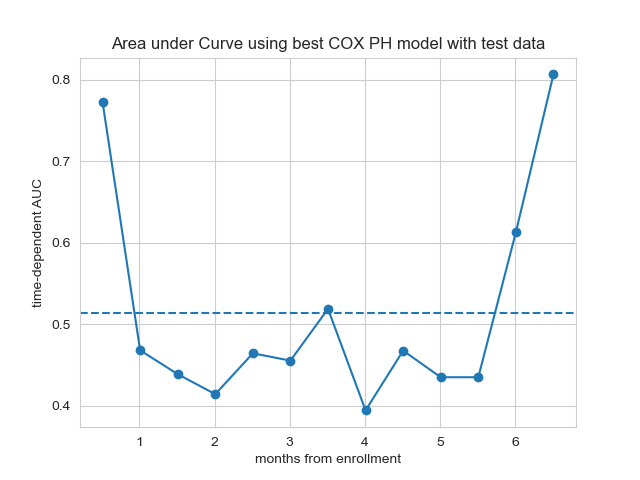 Area under Curve using best COX PH model with test data
time-dependent AUC
0.8
0.7
0.6
0.5
0.4
1 2 3 4 5 6
months from enrollment